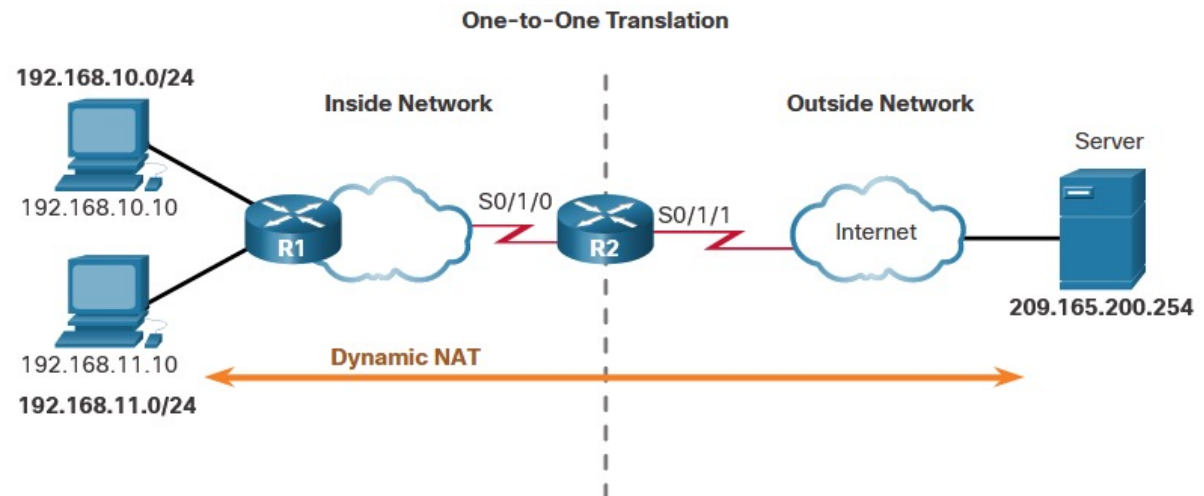 One-to-One Translation
192.168.10.0/24
Inside Network
Outside Network
Server
192.168.10.10
S0/1/0
S0/1/1
R1
R2
Internet
209.165.200.254
192.168.11.10
Dynamic NAT
192.168.11.0/24